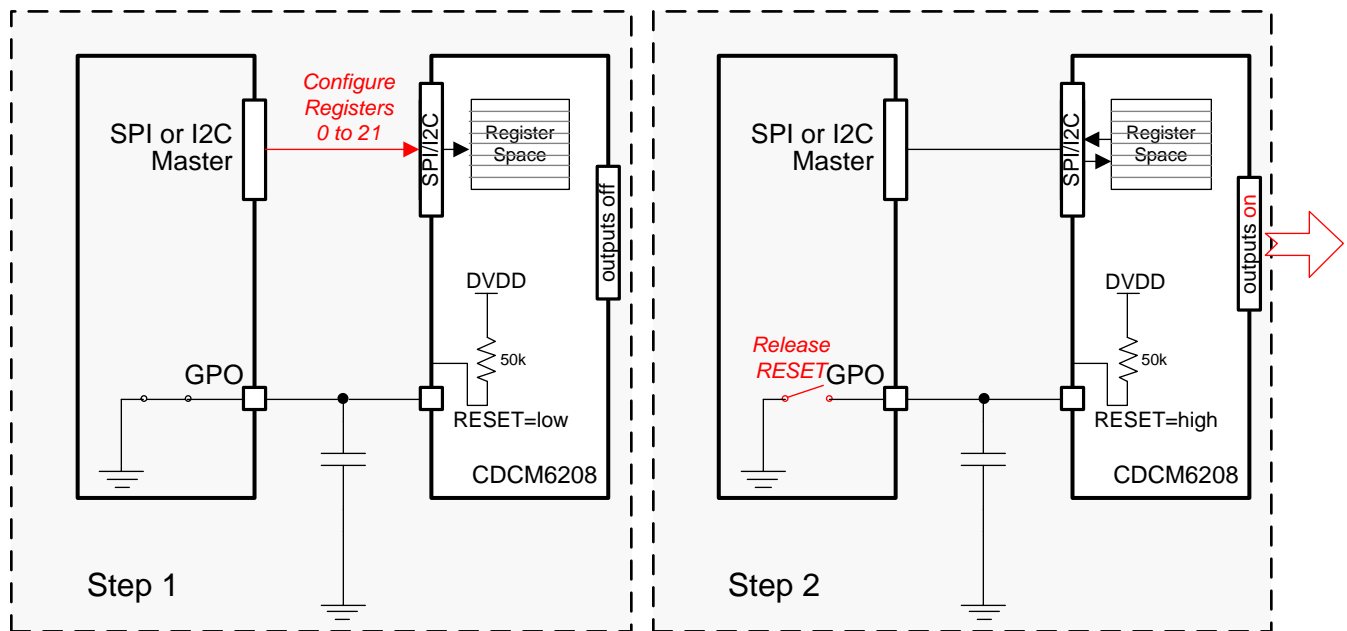 Configure
Registers
0 to 21
SPI or I2C
Master
SPI/I2C
Register
Space
outputs off
DVDD
50k
GPO
RESET=low
CDCM6208
Step 1
SPI or I2C
Master
SPI/I2C
Register
Space
outputs on
DVDD
50k
Release
RESET
GPO
RESET=high
CDCM6208
Step 2